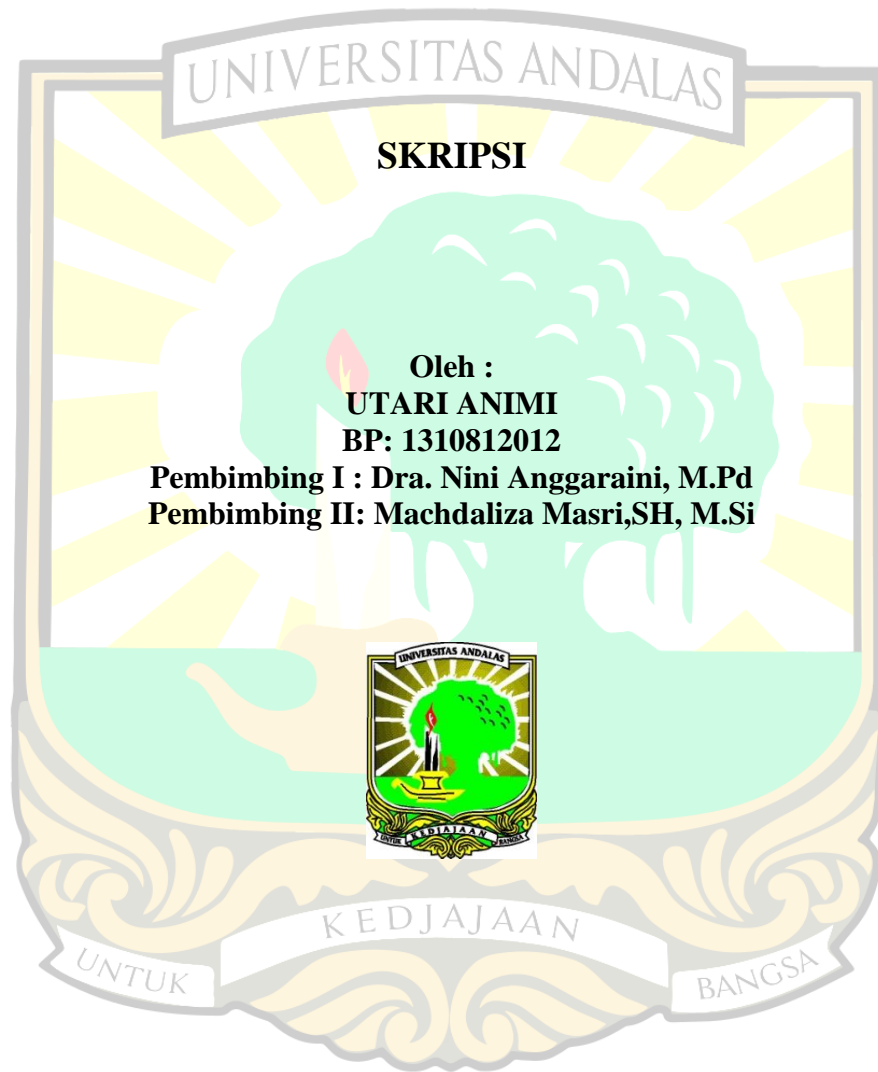 UNIVERSITAS ANDALAS
SKRIPSI
Oleh :
UTARI ANIMI
BP: 1310812012
Pembimbing I : Dra. Nini Anggaraini, M.Pd
Pembimbing II: Machdaliza Masri,SH, M.Si
UNIVERSITAS ANDALAS
UNTUK KEDJAJAAN BANGSA
UNTUK KEDJAJAAN BANGSA